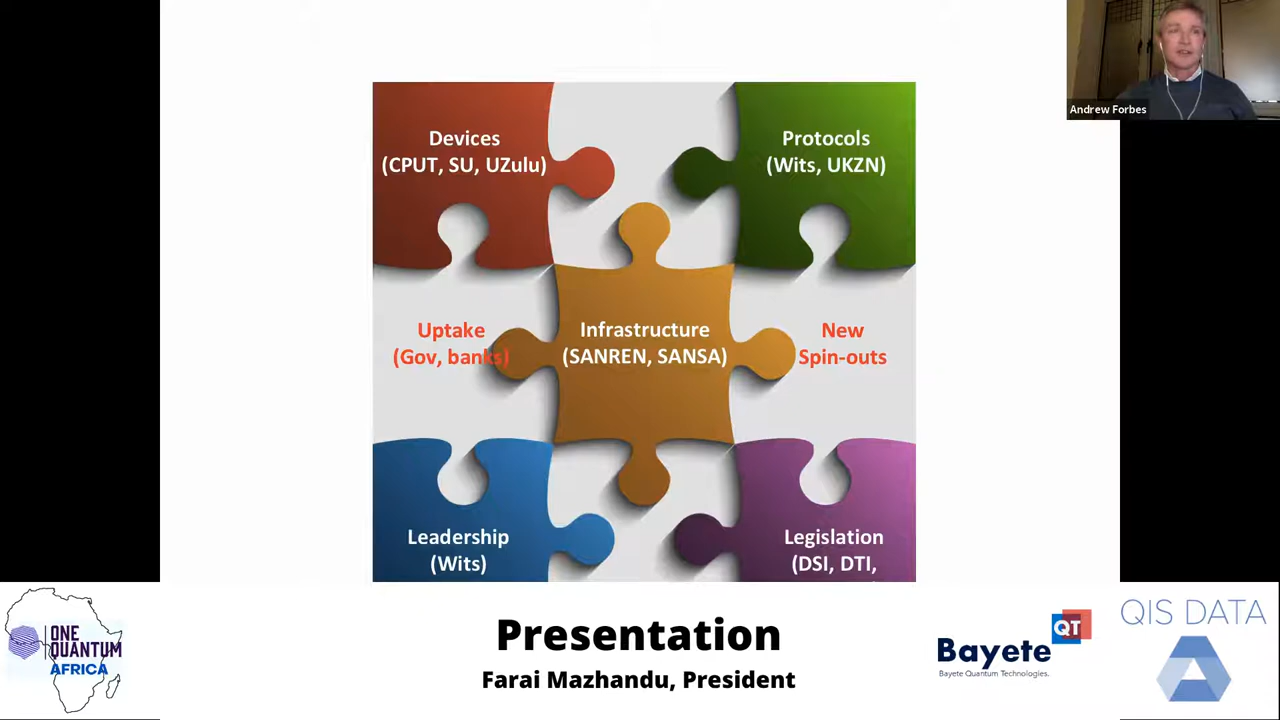 Andrew Forbes
Devices
(CPUT, SU, UZulu)
Protocols
(Wits, UKZN)
Uptake
(Gov, banks)
Infrastructure
(SANREN, SANSA)
New
Spin-outs
Leadership
(Wits)
Legislation
(DSI, DTI,
ONE
QUANTUM
AFRICA
Presentation
Farai Mazhandu, President
QT
Bayete
Bayete Quantum Technologies.
QIS DATA